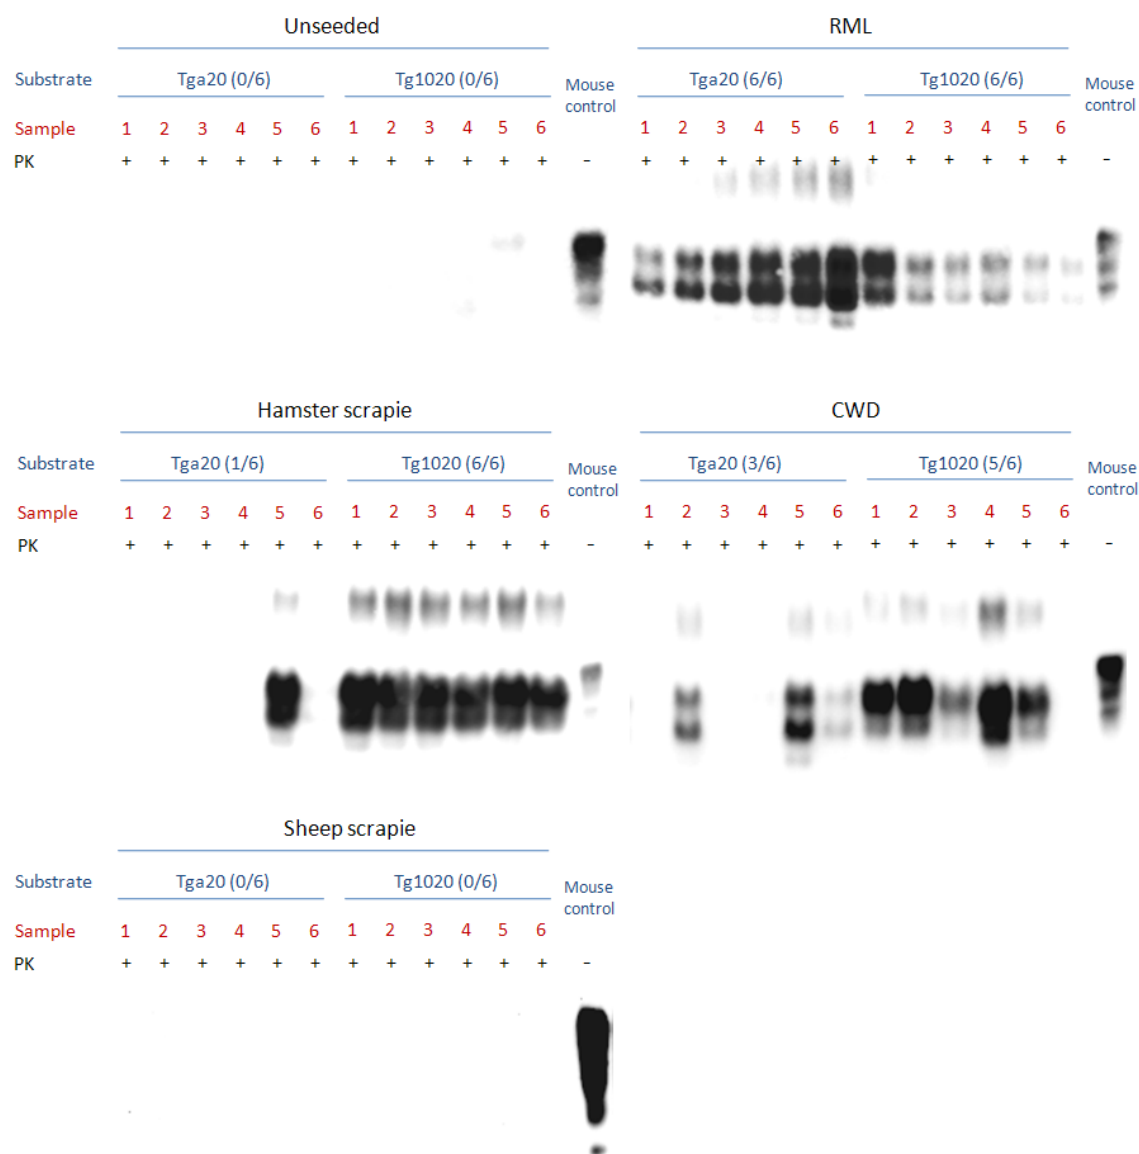 Unseeded
Substrate Tga20 (0/6) Tg1020 (0/6) Mouse control
Sample 1 2 3 4 5 6 1 2 3 4 5 6
PK + + + + + + + + + + + + -
RML
Tga20 (6/6) Tg1020 (6/6) Mouse control
1 2 3 4 5 6 1 2 3 4 5 6
+ + + + + + + + + + + + -
Hamster scrapie
Substrate Tga20 (1/6) Tg1020 (6/6) Mouse control
Sample 1 2 3 4 5 6 1 2 3 4 5 6
PK + + + + + + + + + + + + -
CWD
Tga20 (3/6) Tg1020 (5/6) Mouse control
1 2 3 4 5 6 1 2 3 4 5 6
+ + + + + + + + + + + + -
Sheep scrapie
Substrate Tga20 (0/6) Tg1020 (0/6) Mouse control
Sample 1 2 3 4 5 6 1 2 3 4 5 6
PK + + + + + + + + + + + + -